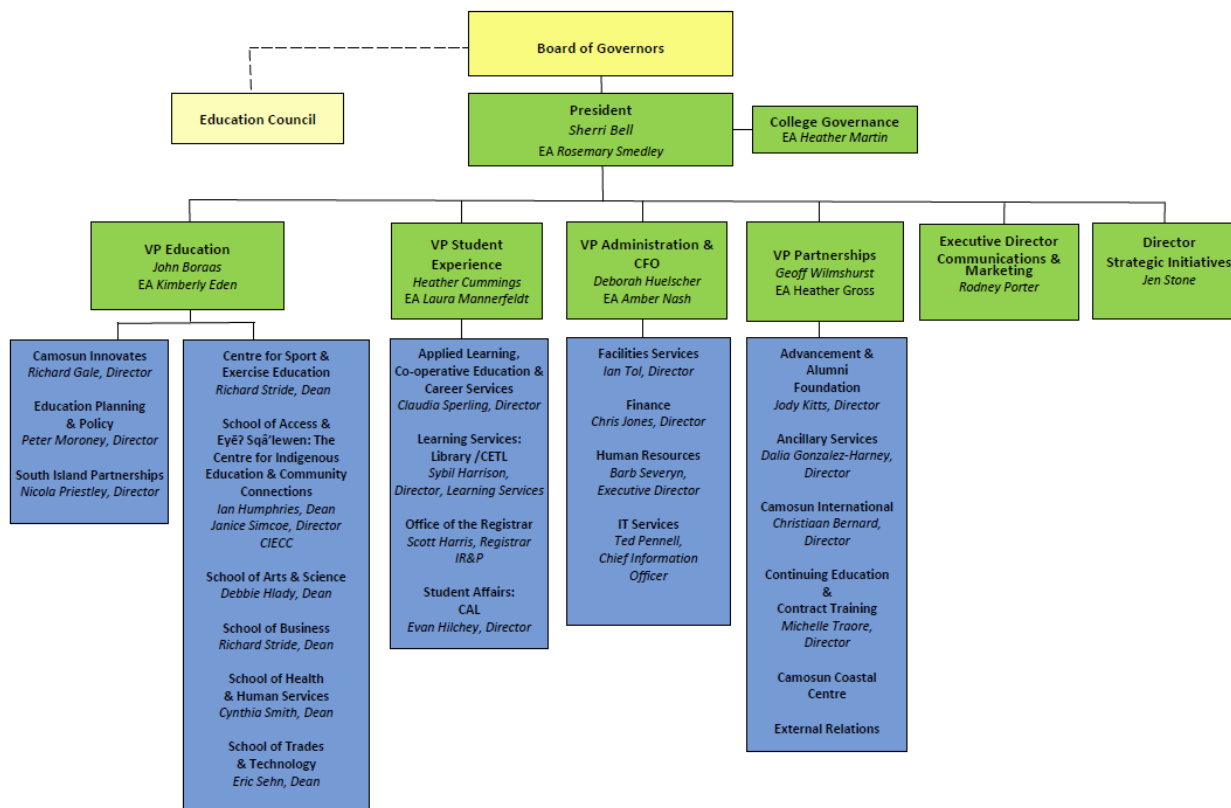 Board of Governors
Education Council
President
Sherri Bell
EA Rosemary Smedley
College Governance
EA Heather Martin
VP Education
John Boraas
EA Kimberly Eden
VP Student
Experience
Heather Cummings
EA Laura Mannerfeldt
VP Administration &
CFO
Deborah Huelscher
EA Amber Nash
VP Partnerships
Geoff Wilmshurst
EA Heather Gross
Executive Director
Communications &
Marketing
Rodney Porter
Director
Strategic Initiatives
Jen Stone
Camosun Innovates
Richard Gale, Director
Education Planning
& Policy
Peter Moroney, Director
South Island Partnerships
Nicola Priestley, Director
Centre for Sport &
Exercise Education
Richard Stride, Dean
School of Access &
Eyēʔ Sqȃ’lewen: The
Centre for Indigenous
Education & Community
Connections
Ian Humphries, Dean
Janice Simcoe, Director
CIECC
School of Arts & Science
Debbie Hlady, Dean
School of Business
Richard Stride, Dean
School of Health
& Human Services
Cynthia Smith, Dean
School of Trades
& Technology
Eric Sehn, Dean
Applied Learning,
Co-operative Education &
Career Services
Claudia Sperling, Director
Learning Services:
Library /CETL
Sybil Harrison,
Director, Learning Services
Office of the Registrar
Scott Harris, Registrar
IR&P
Student Affairs:
CAL
Evan Hilchey, Director
Facilities Services
Ian Tol, Director
Finance
Chris Jones, Director
Human Resources
Barb Severyn,
Executive Director
IT Services
Ted Pennell,
Chief Information
Officer
Advancement &
Alumni
Foundation
Jody Kitts, Director
Ancillary Services
Dalia Gonzalez-Harney,
Director
Camosun International
Christiaan Bernard,
Director
Continuing Education
&
Contract Training
Michelle Traore,
Director
Camosun Coastal
Centre
External Relations